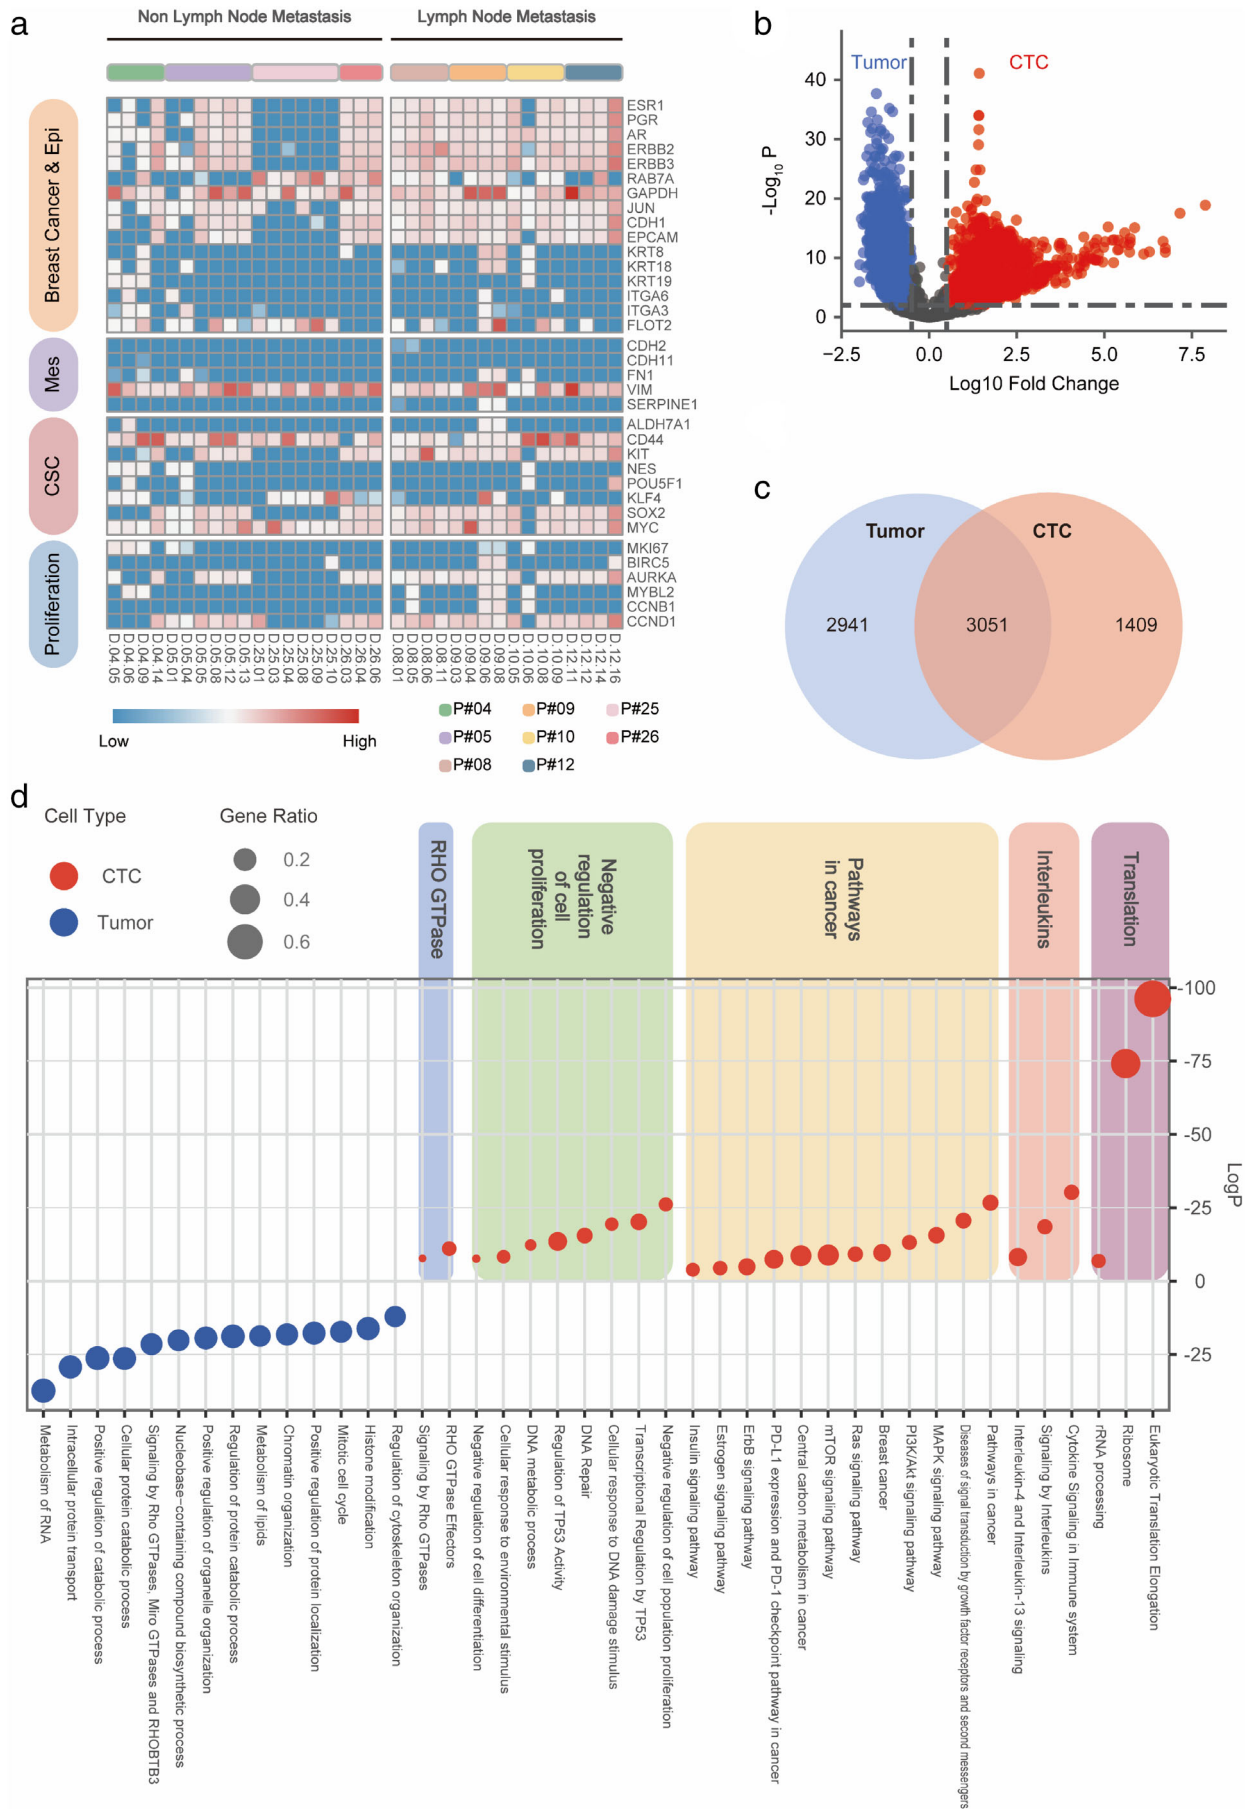 a
Non Lymph Node Metastasis
Lymph Node Metastasis
Breast Cancer & Epi
Mes
CSC
Proliferation
ESR1
PGR
AR
ERBB2
ERBB3
RAB7A
GAPDH
JUN
CDH1
EPCAM
KRT8
KRT18
KRT19
ITGA6
ITGA3
FLOT2
CDH2
CDH11
FN1
VIM
SERPINE1
ALDH7A1
CD44
KIT
NES
POU5F1
KLF4
SOX2
MYC
MKI67
BIRC5
AURKA
MYBL2
CCNB1
CCND1
D.04.05
D.04.06
D.04.09
D.04.14
D.05.01
D.05.04
D.05.05
D.05.08
D.05.12
D.05.13
D.25.01
D.25.03
D.25.04
D.25.08
D.25.09
D.25.10
D.26.03
D.26.04
D.26.06
D.08.01
D.08.05
D.08.06
D.08.11
D.09.03
D.09.04
D.09.06
D.09.08
D.10.05
D.10.06
D.10.08
D.10.09
D.12.11
D.12.12
D.12.14
D.12.16
Low
High
P#04
P#09
P#25
P#05
P#10
P#26
P#08
P#12
b
Tumor
CTC
40
30
20
10
0
-Log10 P
−2.5
0.0
2.5
5.0
7.5
Log10 Fold Change
c
Tumor
CTC
2941
3051
1409
d
Cell Type
CTC
Tumor
Gene Ratio
0.2
0.4
0.6
RHO GTPase
Negative
regulation
of cell
proliferation
Pathways
in cancer
Interleukins
Translation
-100
-75
-50
-25
0
-25
LogP
Metabolism of RNA
Intracellular protein transport
Positive regulation of catabolic process
Cellular protein catabolic process
Signaling by Rho GTPases, Miro GTPases and RHOBTB3
Nucleobase−containing compound biosynthetic process
Positive regulation of organelle organization
Regulation of protein catabolic process
Metabolism of lipids
Chromatin organization
Positive regulation of protein localization
Mitotic cell cycle
Histone modification
Regulation of cytoskeleton organization
Signaling by Rho GTPases
RHO GTPase Effectors
Negative regulation of cell differentiation
Cellular response to environmental stimulus
DNA metabolic process
Regulation of TP53 Activity
DNA Repair
Cellular response to DNA damage stimulus
Transcriptional Regulation by TP53
Negative regulation of cell population proliferation
Insulin signaling pathway
Estrogen signaling pathway
ErbB signaling pathway
PD-L1 expression and PD-1 checkpoint pathway in cancer
Central carbon metabolism in cancer
mTOR signaling pathway
Ras signaling pathway
Breast cancer
PI3K/Akt signaling pathway
MAPK signaling pathway
Diseases of signal transduction by growth factor receptors and second messengers
Pathways in cancer
Interleukin-4 and Interleukin-13 signaling
Signaling by Interleukins
Cytokine Signaling in Immune system
rRNA processing
Ribosome
Eukaryotic Translation Elongation